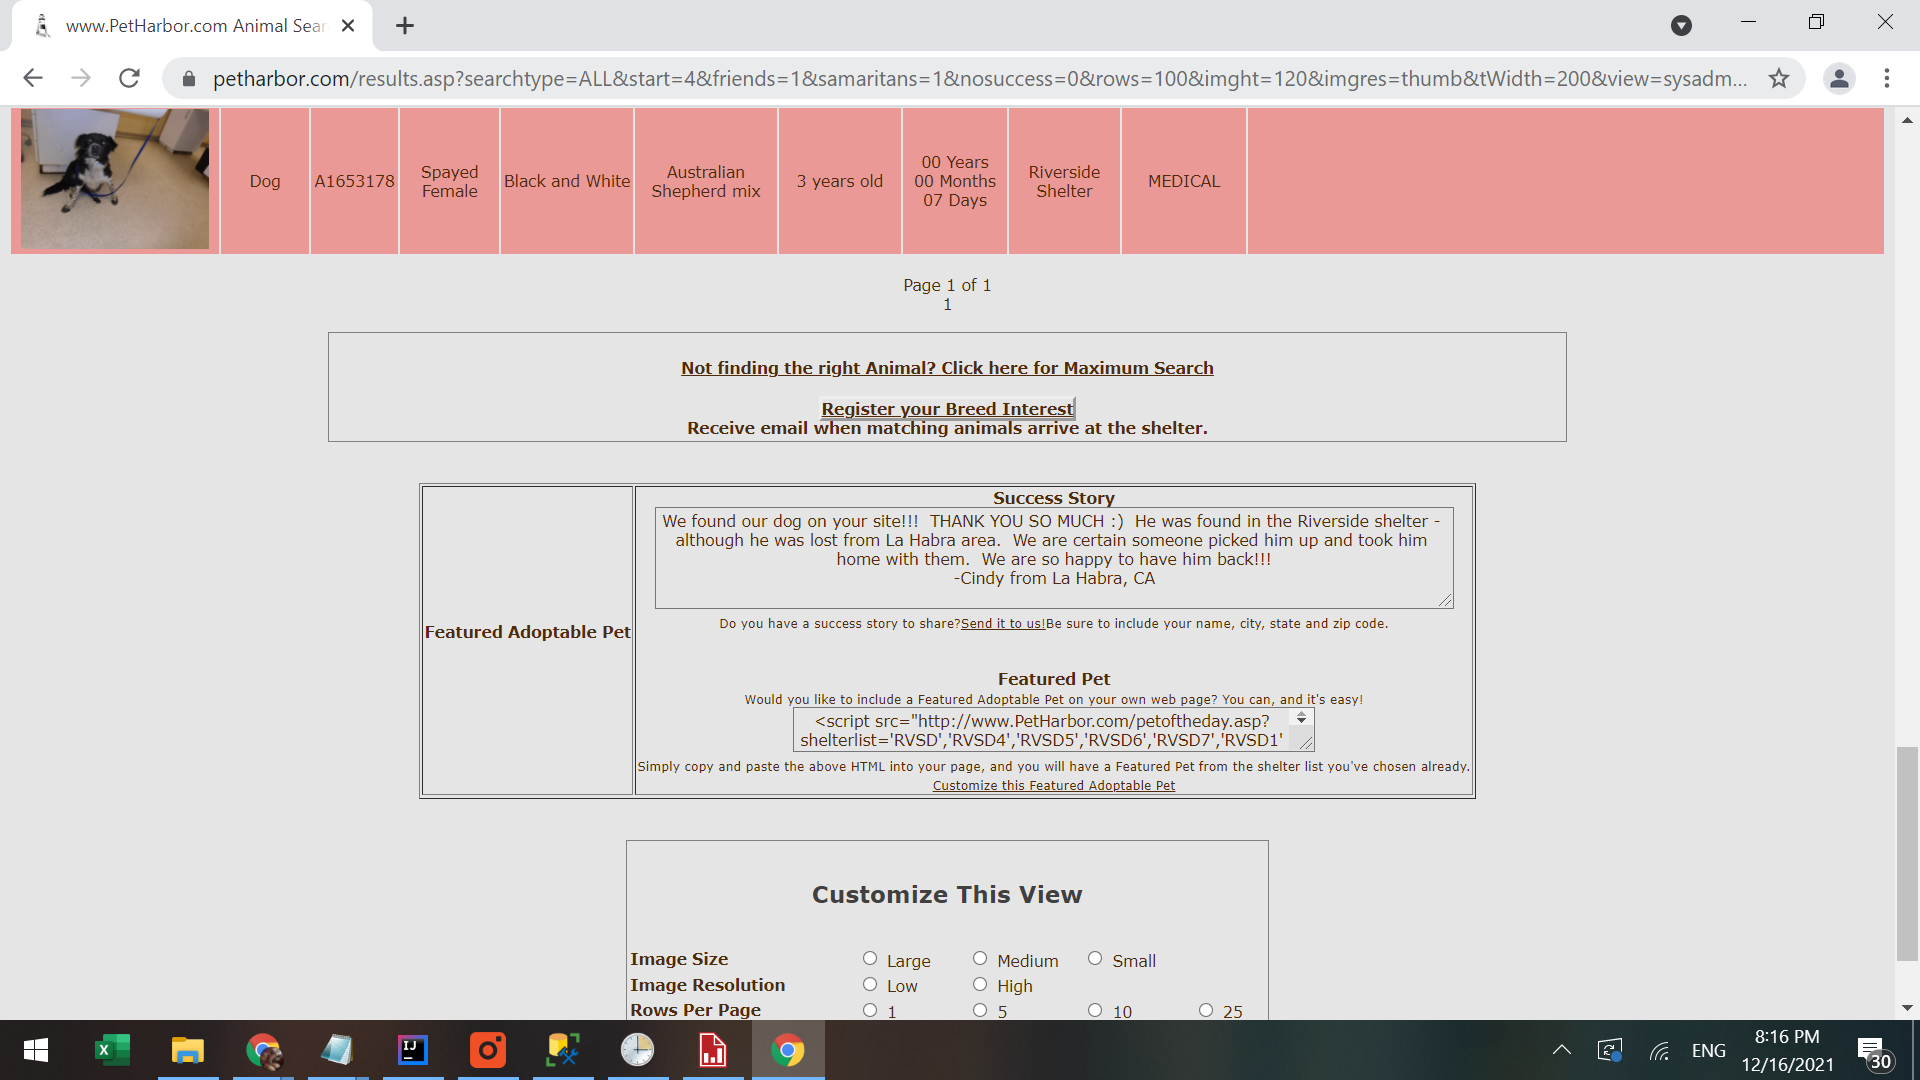 www.PetHarbor.com Animal Sear
petharbor.com/results.asp?searchtype=ALL&start=4&friends=1&samaritans=1&nosuccess=0&rows=100&imght=120&imgres=thumb&tWidth=200&view=sysadm...
Dog
A1653178
Spayed
Female
Black and White
Australian
Shepherd mix
3 years old
00 Years
00 Months
07 Days
Riverside
Shelter
MEDICAL
Page 1 of 1
1
Not finding the right Animal? Click here for Maximum Search
Register your Breed Interest
Receive email when matching animals arrive at the shelter.
Featured Adoptable Pet
Success Story
We found our dog on your site!!!  THANK YOU SO MUCH :)  He was found in the Riverside shelter -
although he was lost from La Habra area.  We are certain someone picked him up and took him
home with them.  We are so happy to have him back!!!
-Cindy from La Habra, CA
Do you have a success story to share?Send it to us!Be sure to include your name, city, state and zip code.
Featured Pet
Would you like to include a Featured Adoptable Pet on your own web page? You can, and it's easy!
<script src="http://www.PetHarbor.com/petoftheday.asp?
shelterlist='RVSD','RVSD4','RVSD5','RVSD6','RVSD7','RVSD1'
Simply copy and paste the above HTML into your page, and you will have a Featured Pet from the shelter list you've chosen already.
Customize this Featured Adoptable Pet
Customize This View
Image Size Large Medium Small
Image Resolution Low High
Rows Per Page 1 5 10 25
X
IJ
ENG
8:16 PM
12/16/2021
30